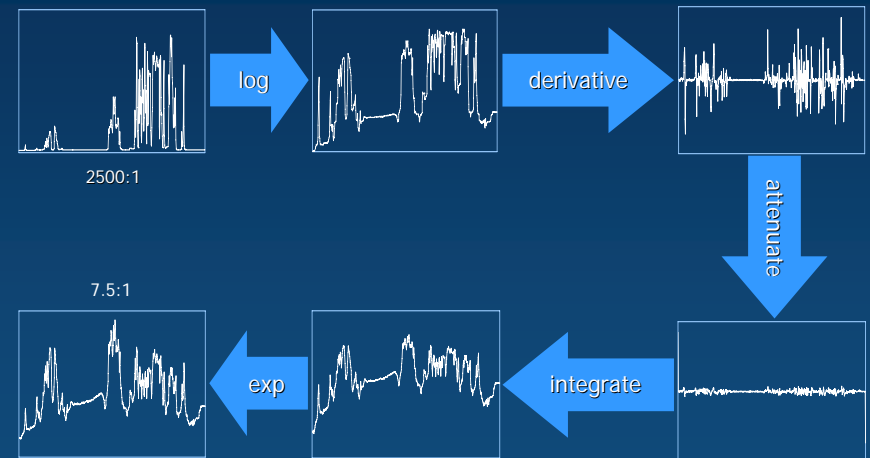 log
derivative
2500:1
attenuate
7.5:1
exp
integrate